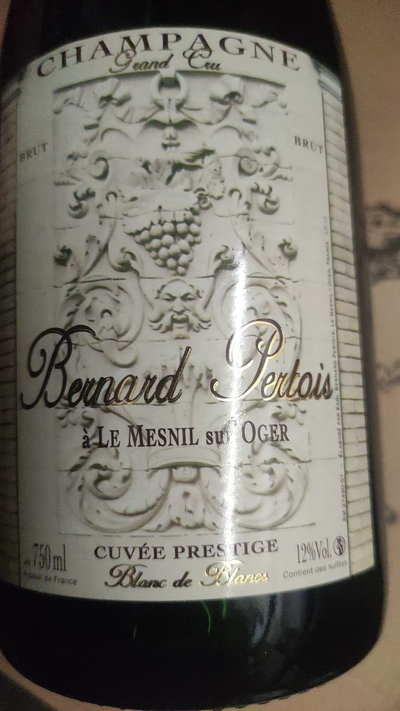 CHAMPAGNE
Grand Cru
BRUT
BRUT
Bernard Pertois
à LE MESNIL sur OGER
CUVÉE PRESTIGE
Blanc de Blancs
750 ml
Produit de France
12% Vol.
Contient des sulfites